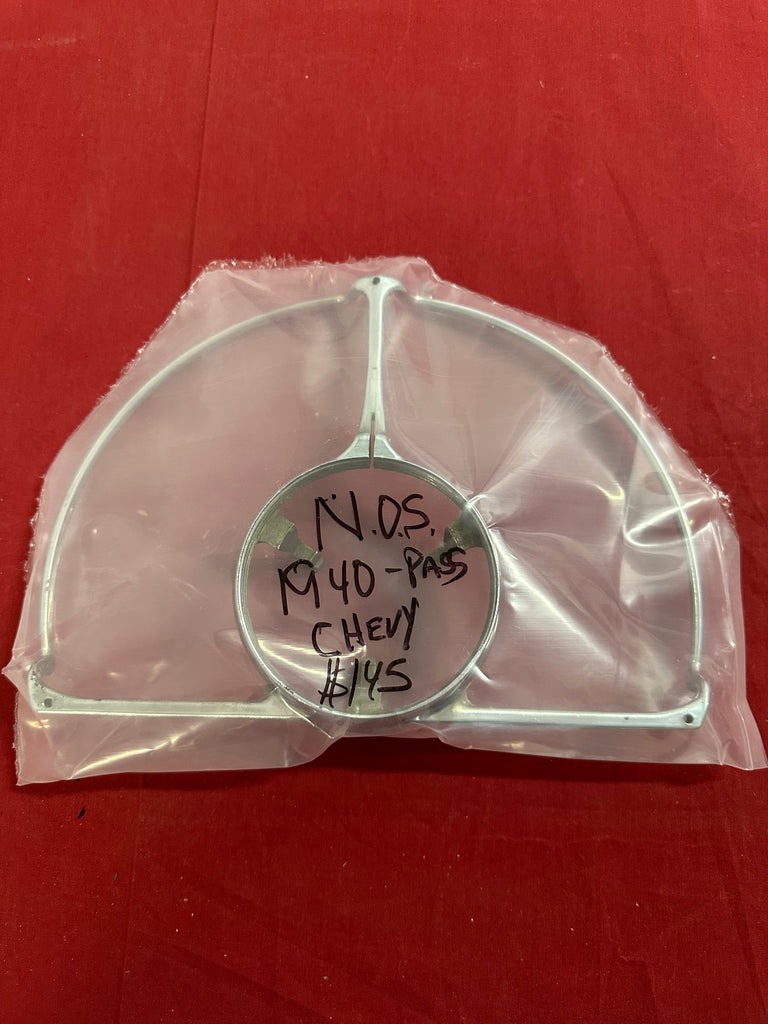 N.O.S.
1940-PASS
CHEVY
$145